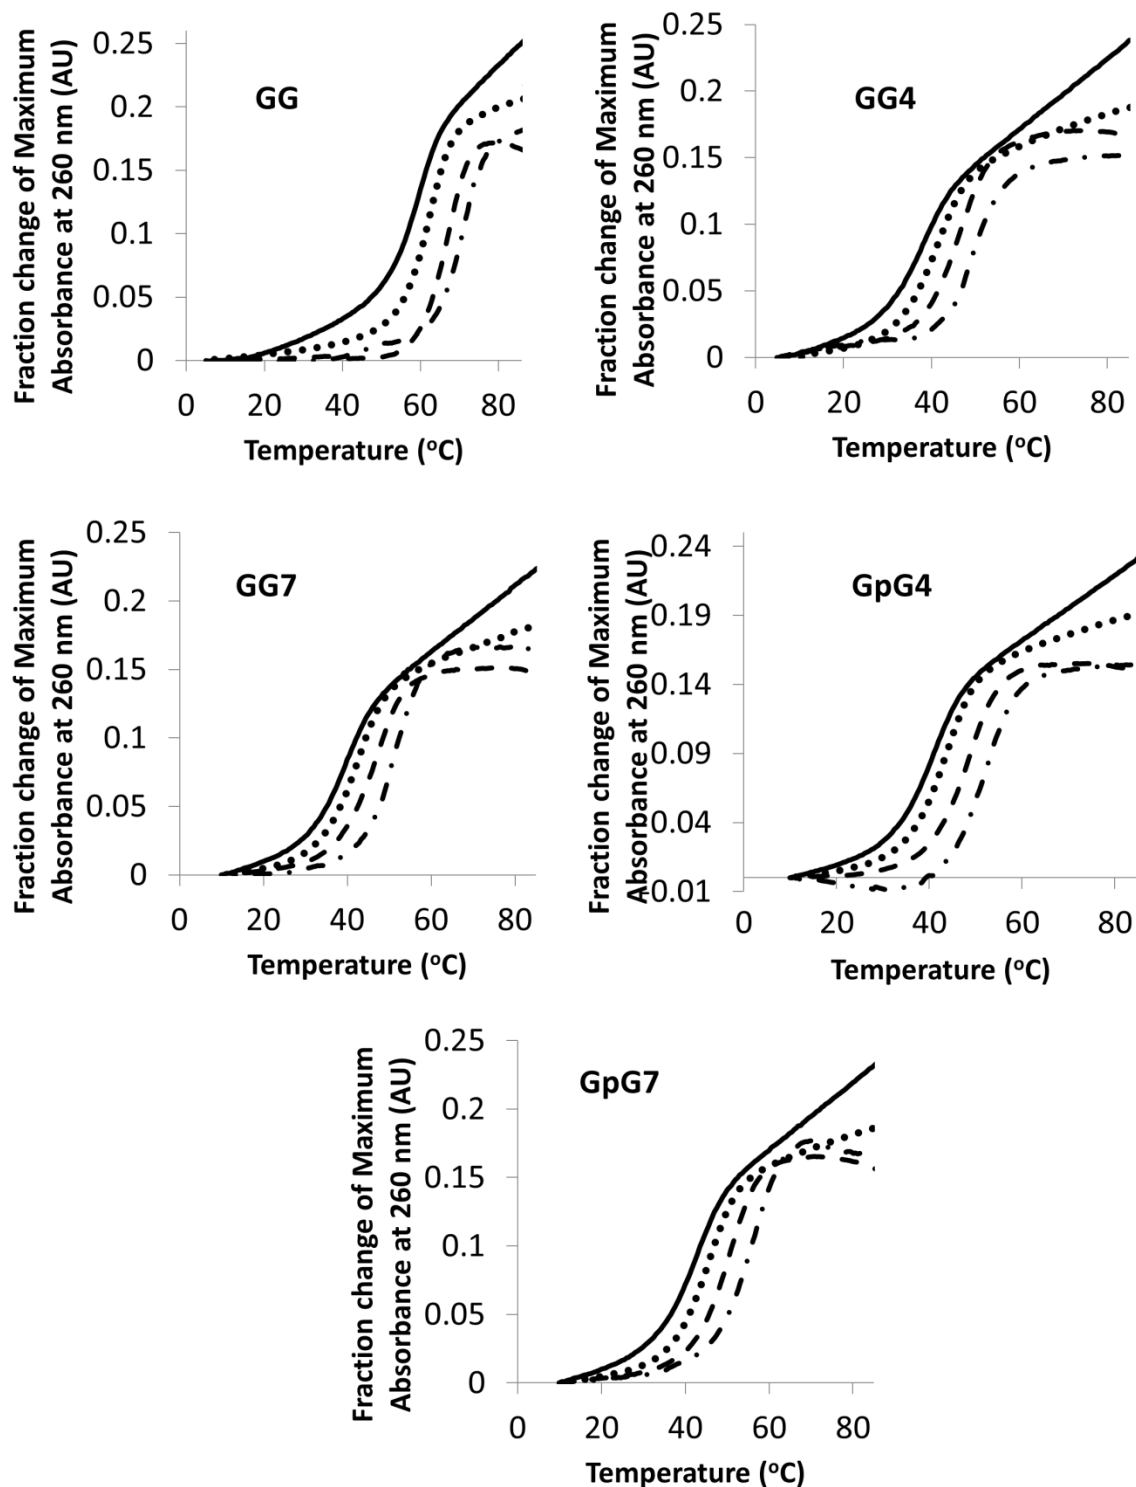 Fraction change of Maximum
Absorbance at 260 nm (AU)
0.25
0.2
0.15
0.1
0.05
0
GG
0 20 40 60 80
Temperature (oC)
Fraction change of Maximum
Absorbance at 260 nm (AU)
0.25
0.2
0.15
0.1
0.05
0
GG4
0 20 40 60 80
Temperature (oC)
Fraction change of Maximum
Absorbance at 260 nm (AU)
0.25
0.2
0.15
0.1
0.05
0
GG7
0 20 40 60 80
Temperature (oC)
Fraction change of Maximum
Absorbance at 260 nm (AU)
0.24
0.19
0.14
0.09
0.04
0.01
GpG4
0 20 40 60 80
Temperature (oC)
Fraction change of Maximum
Absorbance at 260 nm (AU)
0.25
0.2
0.15
0.1
0.05
0
GpG7
0 20 40 60 80
Temperature (oC)